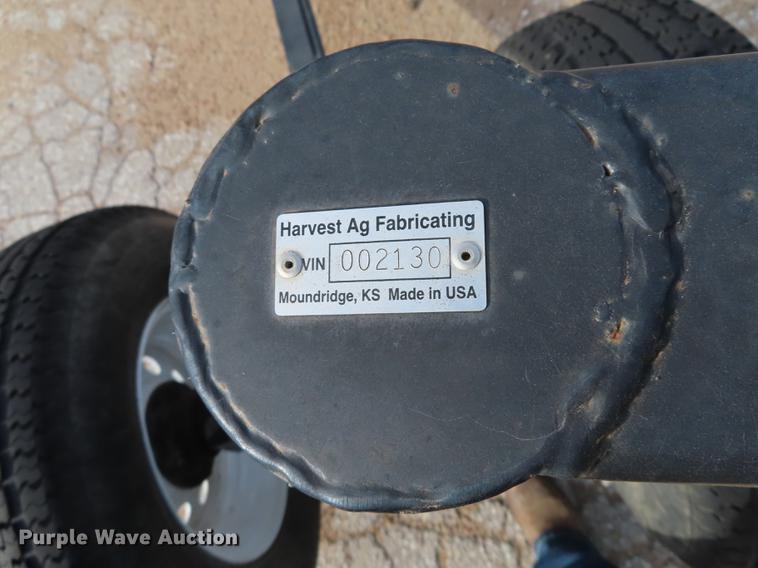 Harvest Ag Fabricating
VIN 002130
Moundridge, KS Made in USA
Purple Wave Auction